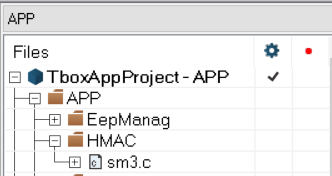 APP
Files
TboxAppProject - APP
APP
EepManag
HMAC
sm3.c